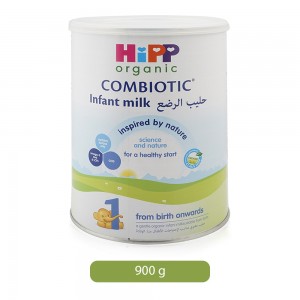 HiPP
organic
COMBIOTIC®
Infant milk حليب الرضع
inspired by nature
science and nature
for a healthy start
1
from birth onwards
900 g